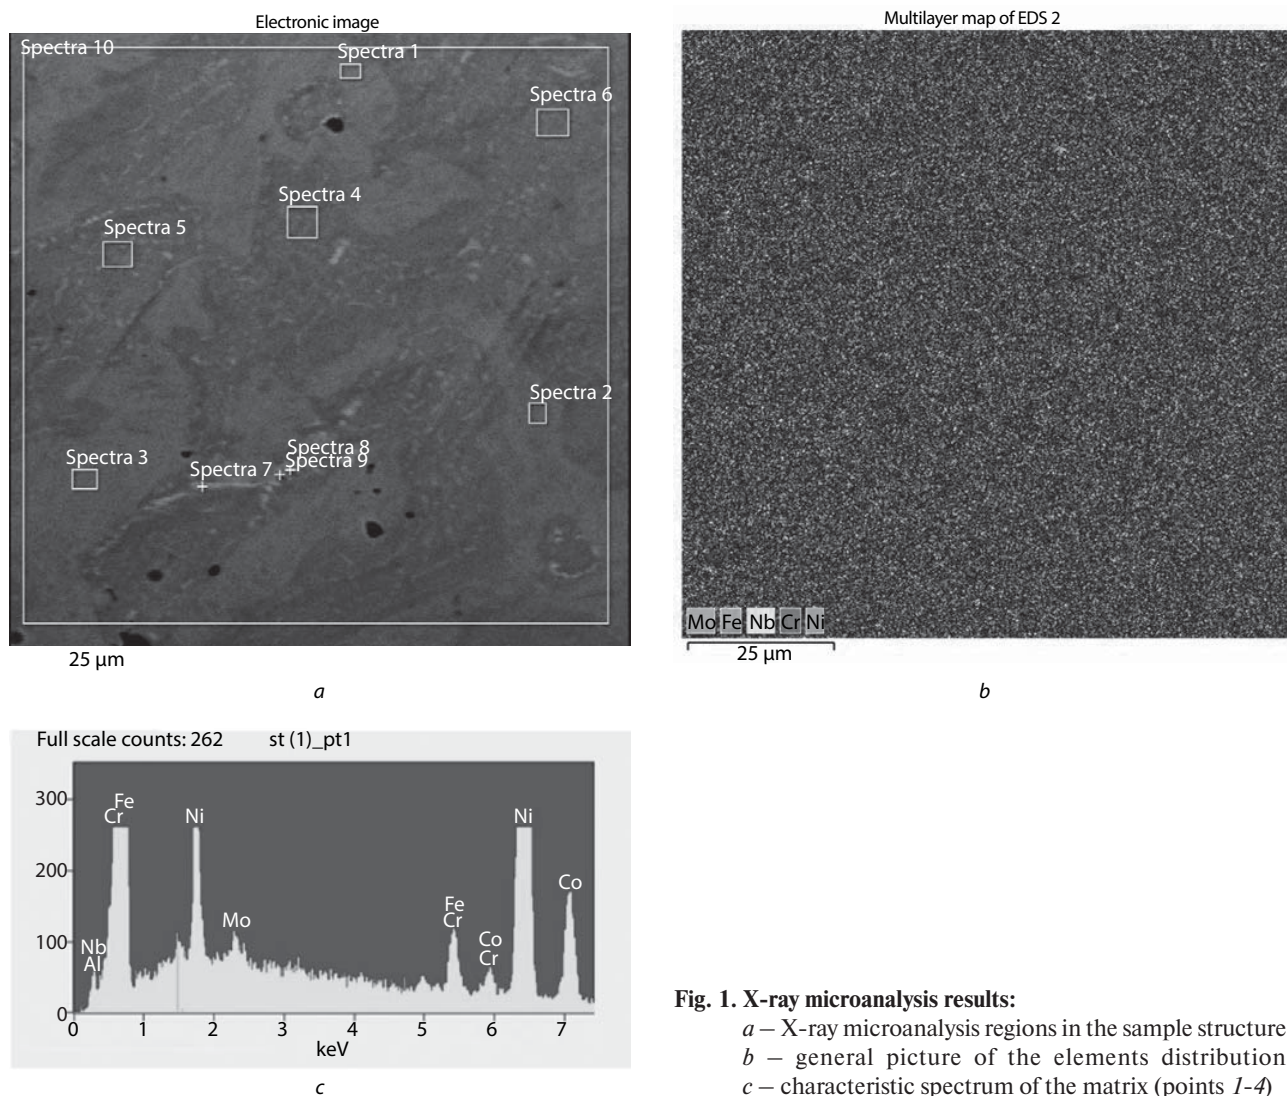 Electronic image
Spectra 10
Spectra 1
Spectra 6
Spectra 4
Spectra 5
Spectra 2
Spectra 8
Spectra 3
Spectra 7
Spectra 9
25 µm
a
Multilayer map of EDS 2
Mo Fe Nb Cr Ni
25 µm
b
Full scale counts: 262 st (1)_pt1
300
200
100
0
Fe
Cr
Ni
Ni
Co
Mo
Fe
Cr
Nb
Al
Co
Cr
0 1 2 3 4 5 6 7
keV
c
Fig. 1. X-ray microanalysis results:
a – X-ray microanalysis regions in the sample structure
b – general picture of the elements distribution
c – characteristic spectrum of the matrix (points 1-4)